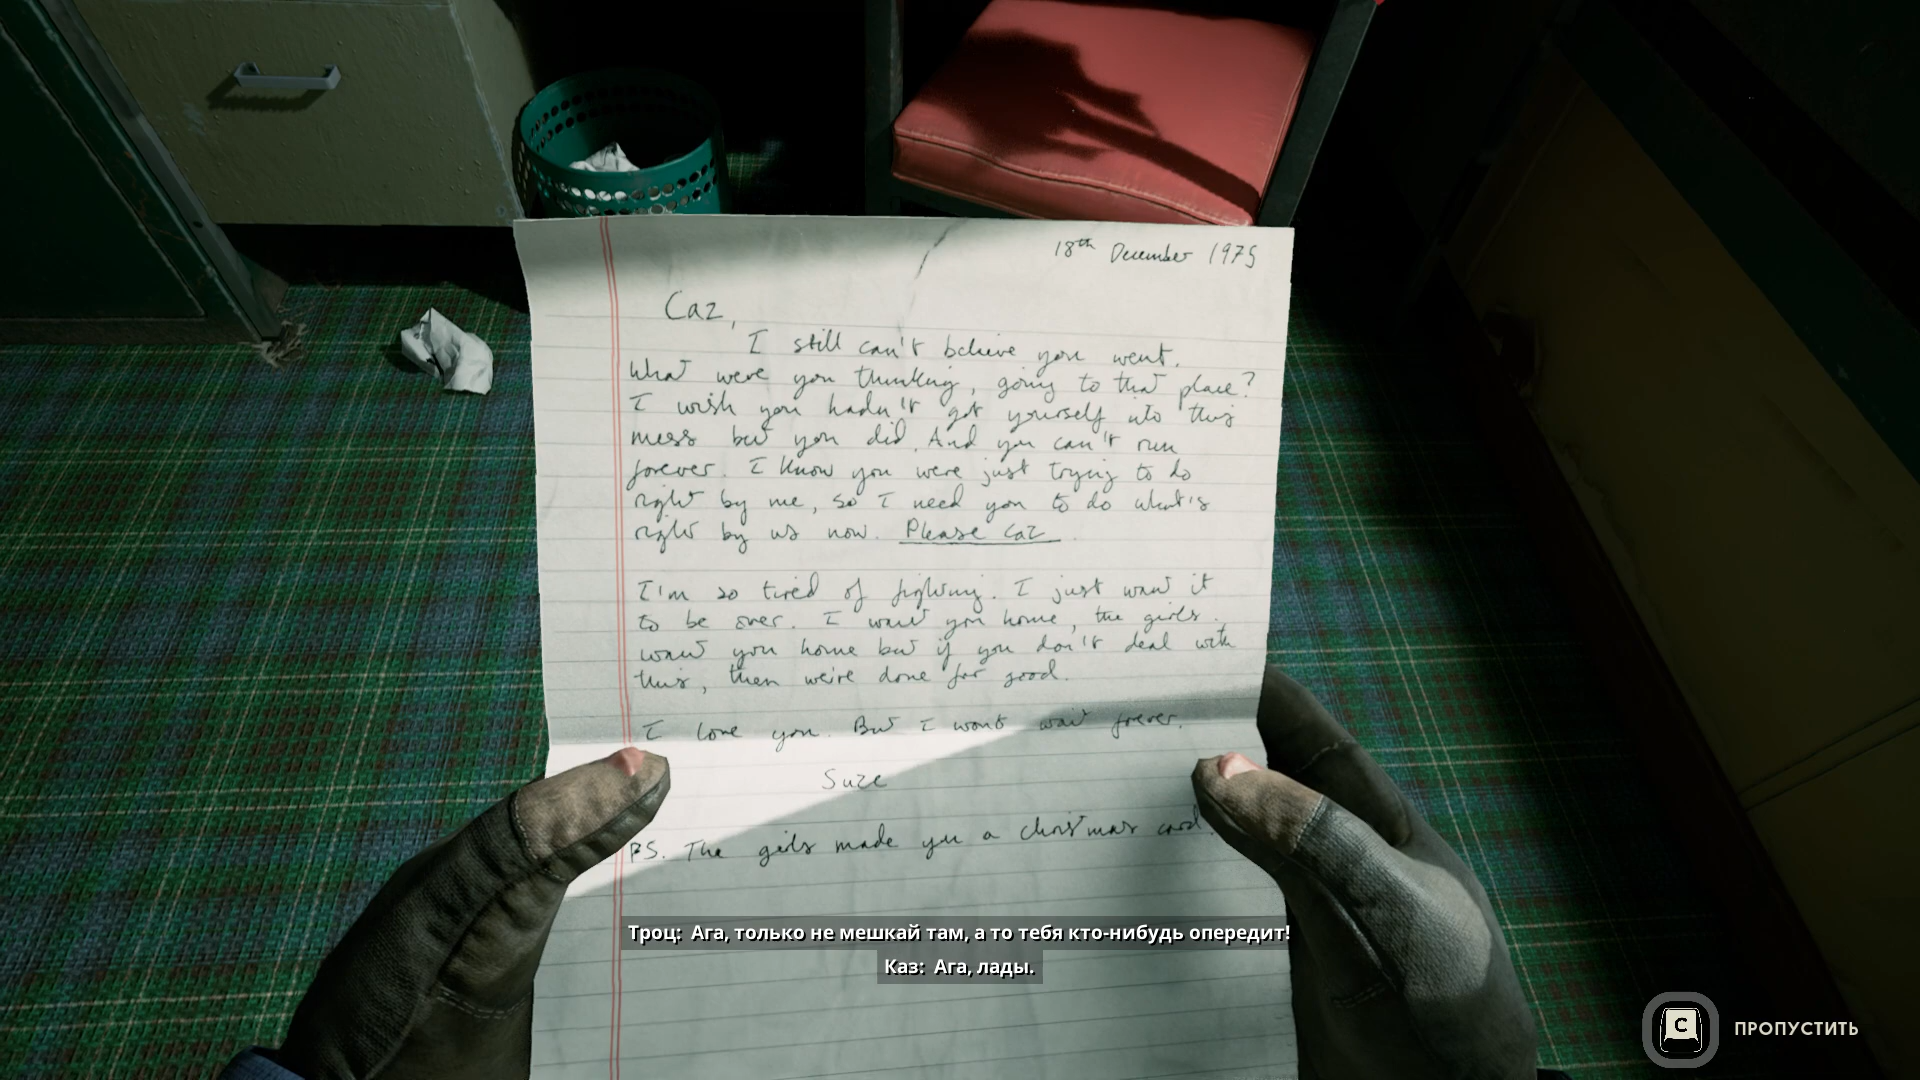 18th December 1975
Caz,
I still can't believe you went.
What were you thinking, going to that place?
I wish you hadn't got yourself into this
mess but you did. And you can't run
forever. I know you were just trying to do
right by me, so I need you to do what's
right by us now. Please Caz.
I'm so tired of fighting. I just want it
to be over. I want you home, the girls
want you home but if you don't deal with
this, then we're done for good.
I love you. But I wont wait forever.
Suze
PS. The girls made you a christmas card.
Троц: Ага, только не мешкай там, а то тебя кто-нибудь опередит!
Каз: Ага, лады.
C ПРОПУСТИТЬ